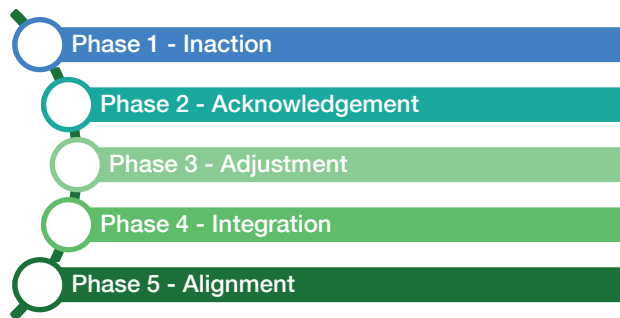 Phase 1 - Inaction
Phase 2 - Acknowledgement
Phase 3 - Adjustment
Phase 4 - Integration
Phase 5 - Alignment